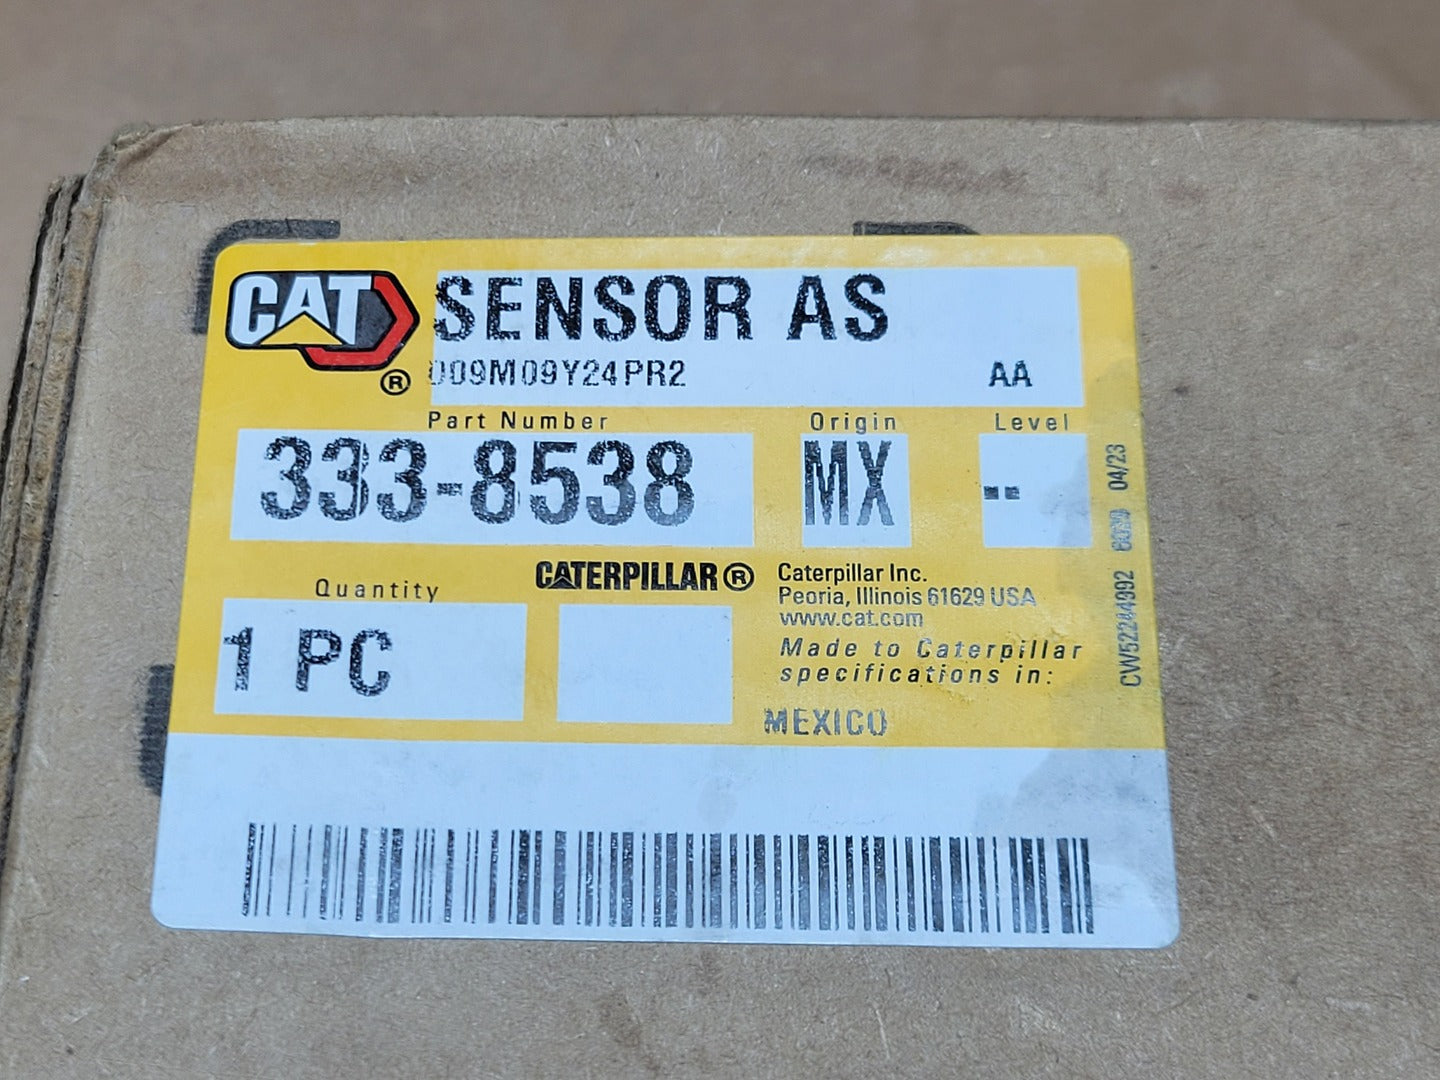 CAT
®
SENSOR AS
009M09Y24PR2 AA
Part Number Origin Level
333-8538 MX --
Quantity
1 PC
CATERPILLAR®
Caterpillar Inc.
Peoria, Illinois 61629 USA
www.cat.com
Made to Caterpillar
specifications in:
MEXICO
CW52244992 04/23